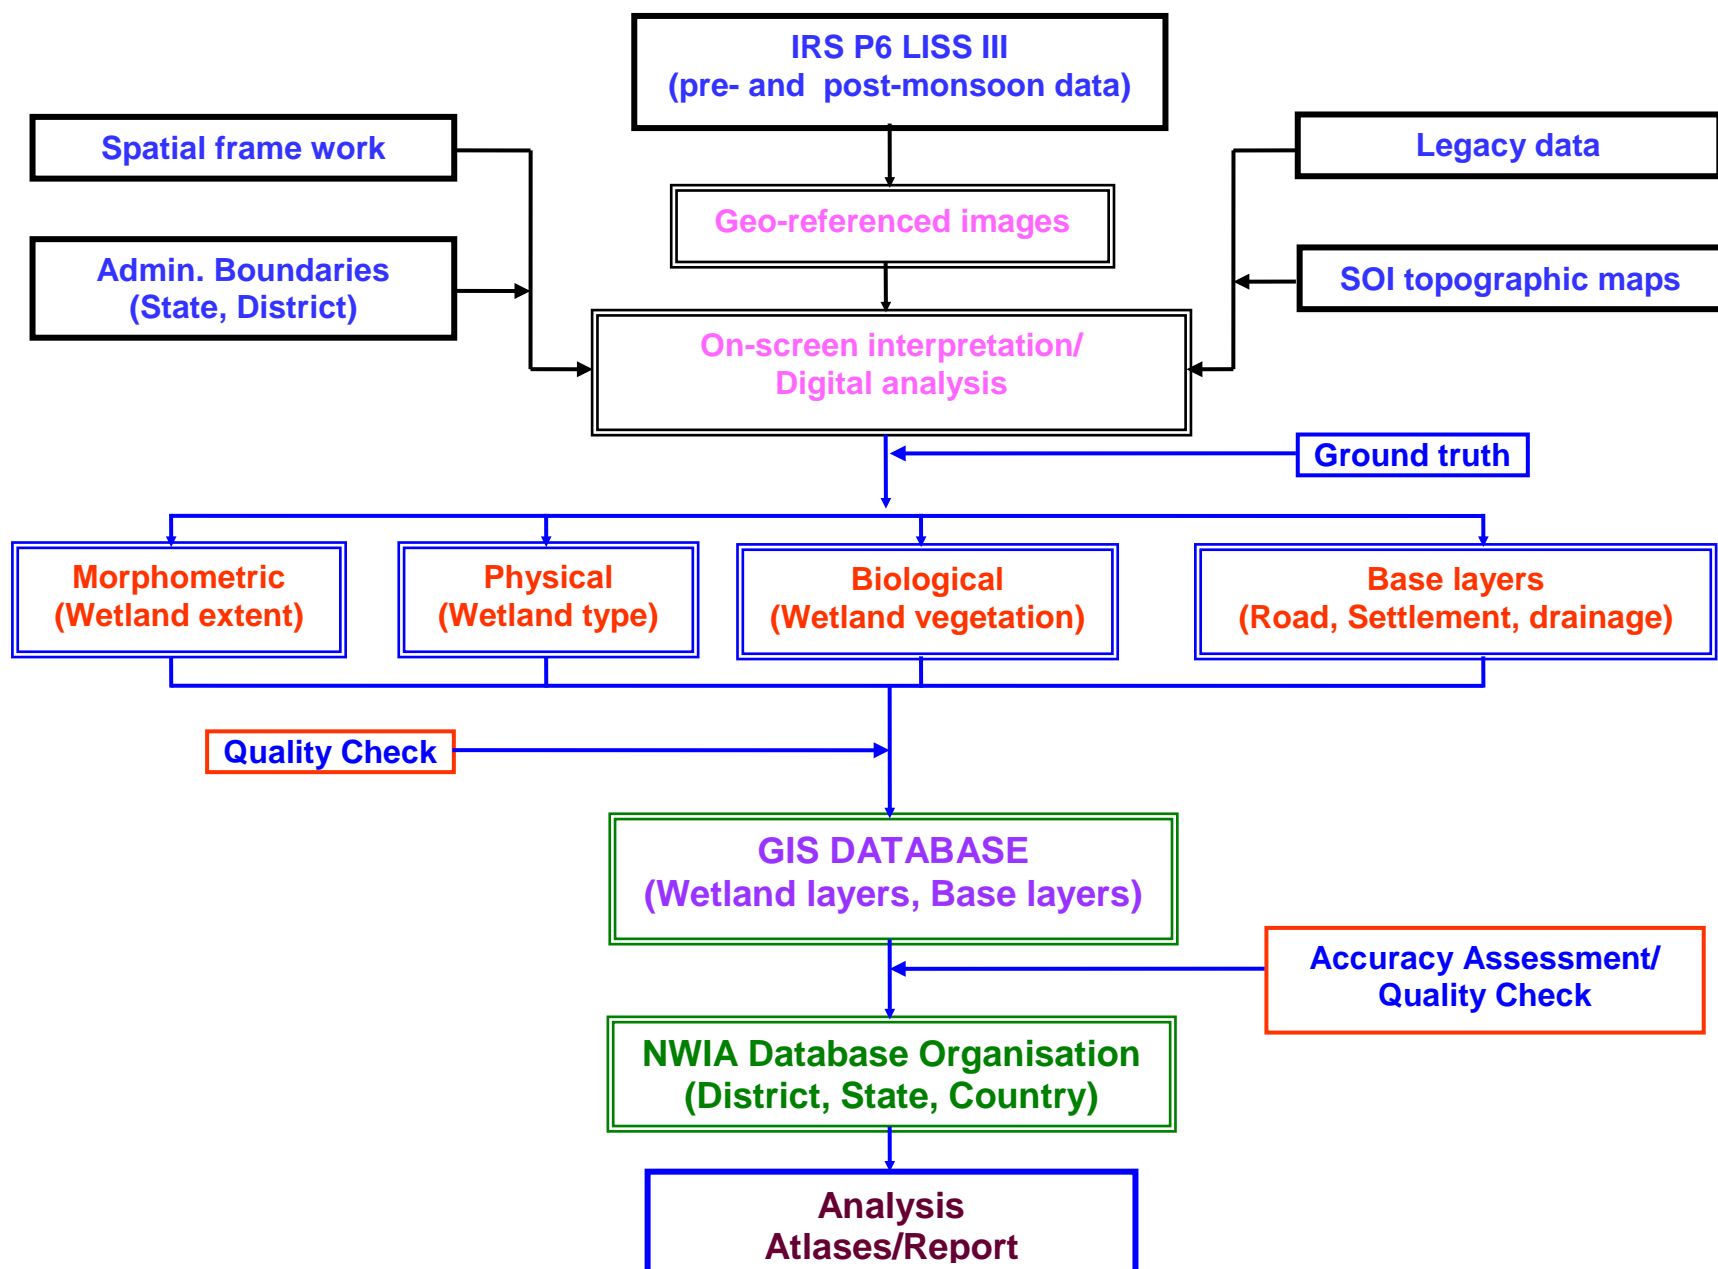 IRS P6 LISS III
(pre- and  post-monsoon data)
Spatial frame work
Legacy data
Geo-referenced images
Admin. Boundaries
(State, District)
SOI topographic maps
On-screen interpretation/
Digital analysis
Ground truth
Morphometric
(Wetland extent)
Physical
(Wetland type)
Biological
(Wetland vegetation)
Base layers
(Road, Settlement, drainage)
Quality Check
GIS DATABASE
(Wetland layers, Base layers)
Accuracy Assessment/
Quality Check
NWIA Database Organisation
(District, State, Country)
Analysis
Atlases/Report